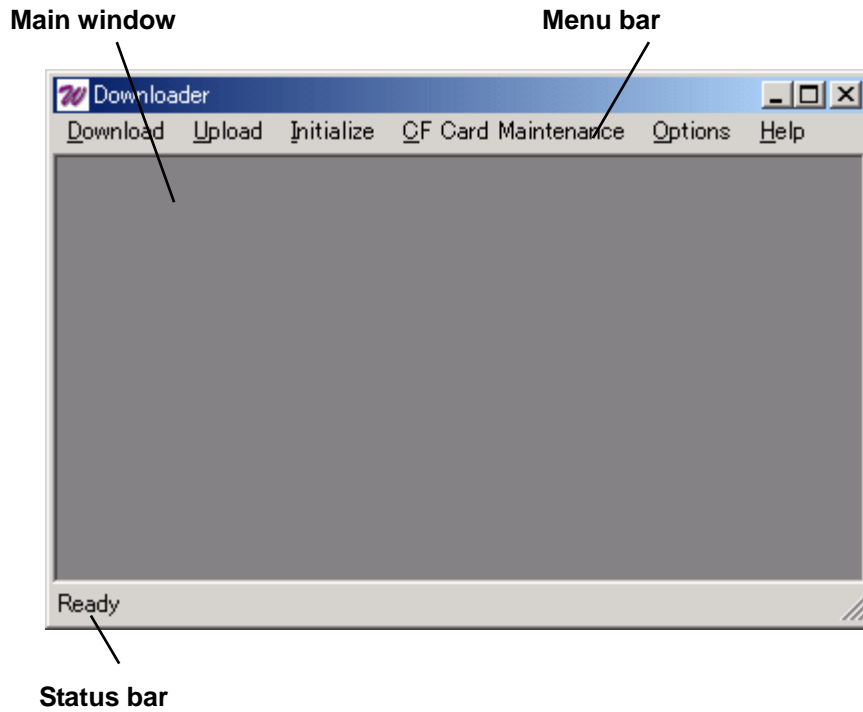 Main window Menu bar
W Downloader
Download Upload Initialize CF Card Maintenance Options Help
Ready
Status bar